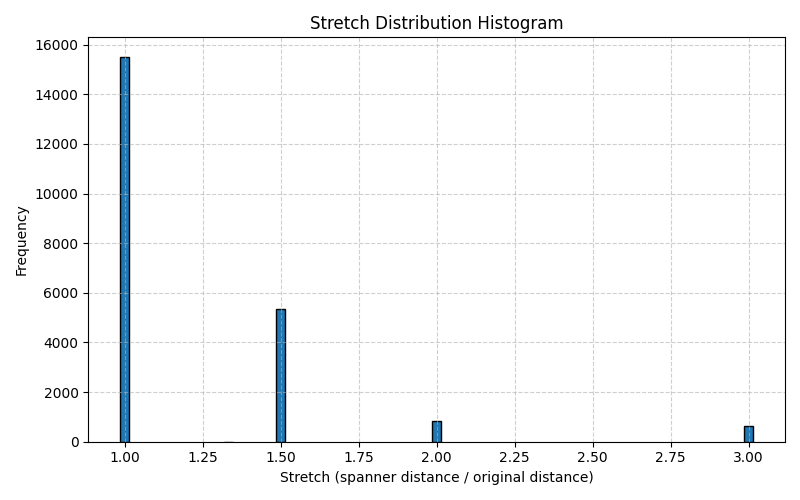 Stretch Distribution Histogram
16000
14000
12000
10000
8000
6000
4000
2000
0
Frequency
1.00 1.25 1.50 1.75 2.00 2.25 2.50 2.75 3.00
Stretch (spanner distance / original distance)